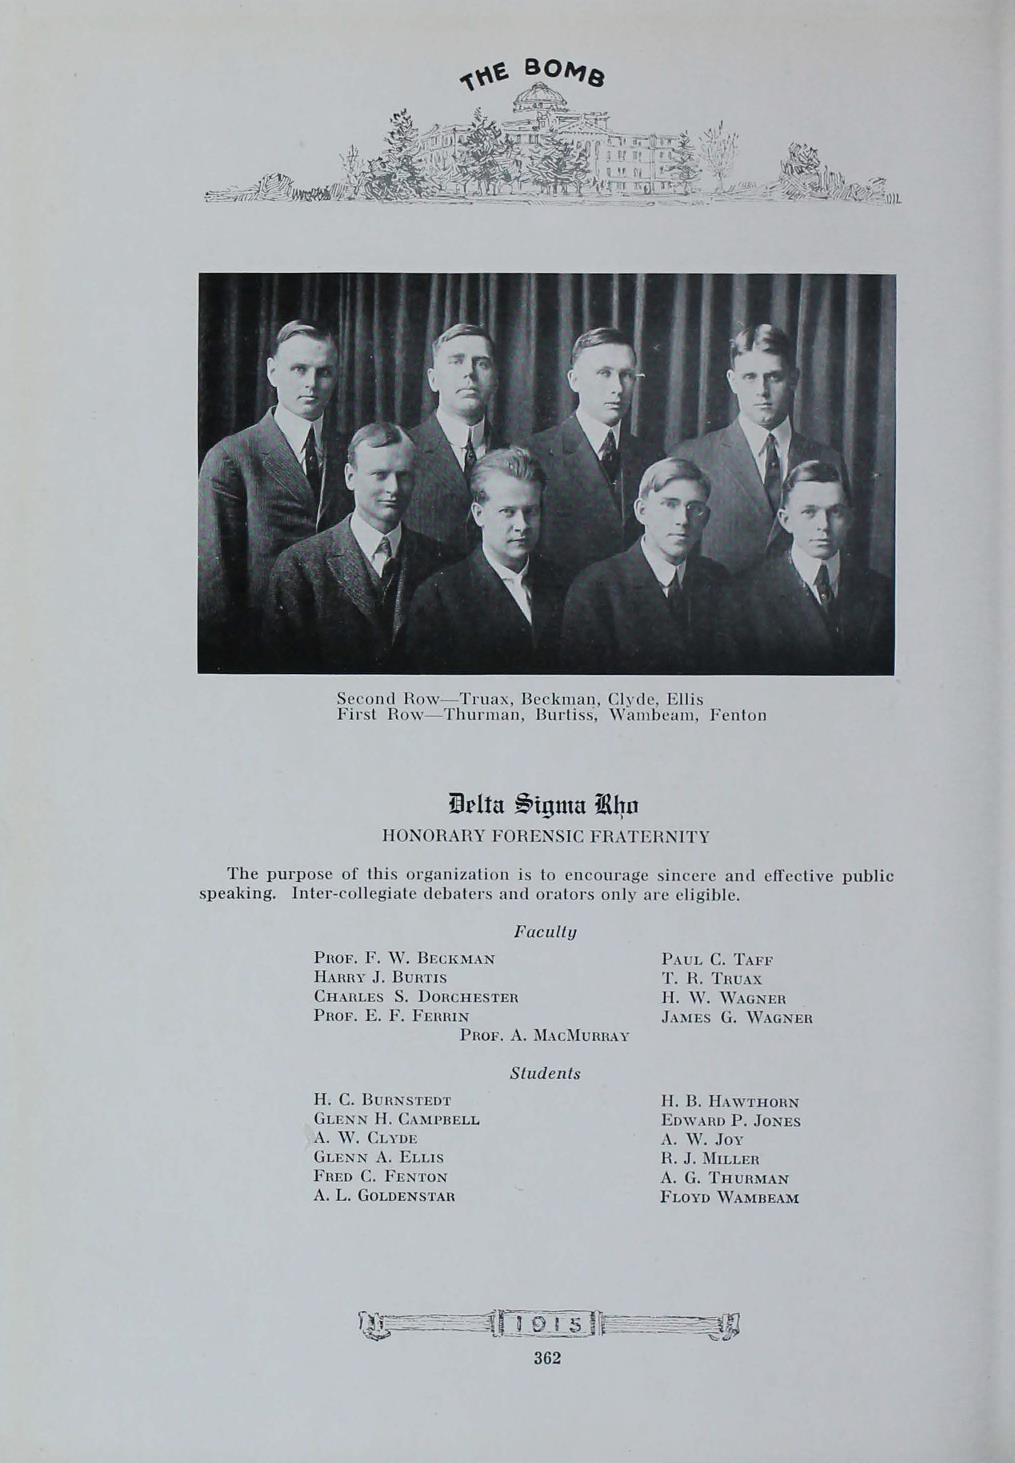 THE BOMB
Second Row—Truax, Beckman, Clyde, Ellis
First Row—Thurman, Burtiss, Wambeam, Fenton
Delta Sigma Rho
HONORARY FORENSIC FRATERNITY
The purpose of this organization is to encourage sincere and effective public
speaking. Inter-collegiate debaters and orators only are eligible.
Faculty
PROF. F. W. BECKMAN
HARRY J. BURTIS
CHARLES S. DORCHESTER
PROF. E. F. FERRIN
PAUL C. TAFF
T. R. TRUAX
H. W. WAGNER
JAMES G. WAGNER
PROF. A. MACMURRAY
Students
H. C. BURNSTEDT
GLENN H. CAMPBELL
A. W. CLYDE
GLENN A. ELLIS
FRED C. FENTON
A. L. GOLDENSTAR
H. B. HAWTHORN
EDWARD P. JONES
A. W. JOY
R. J. MILLER
A. G. THURMAN
FLOYD WAMBEAM
1915
362